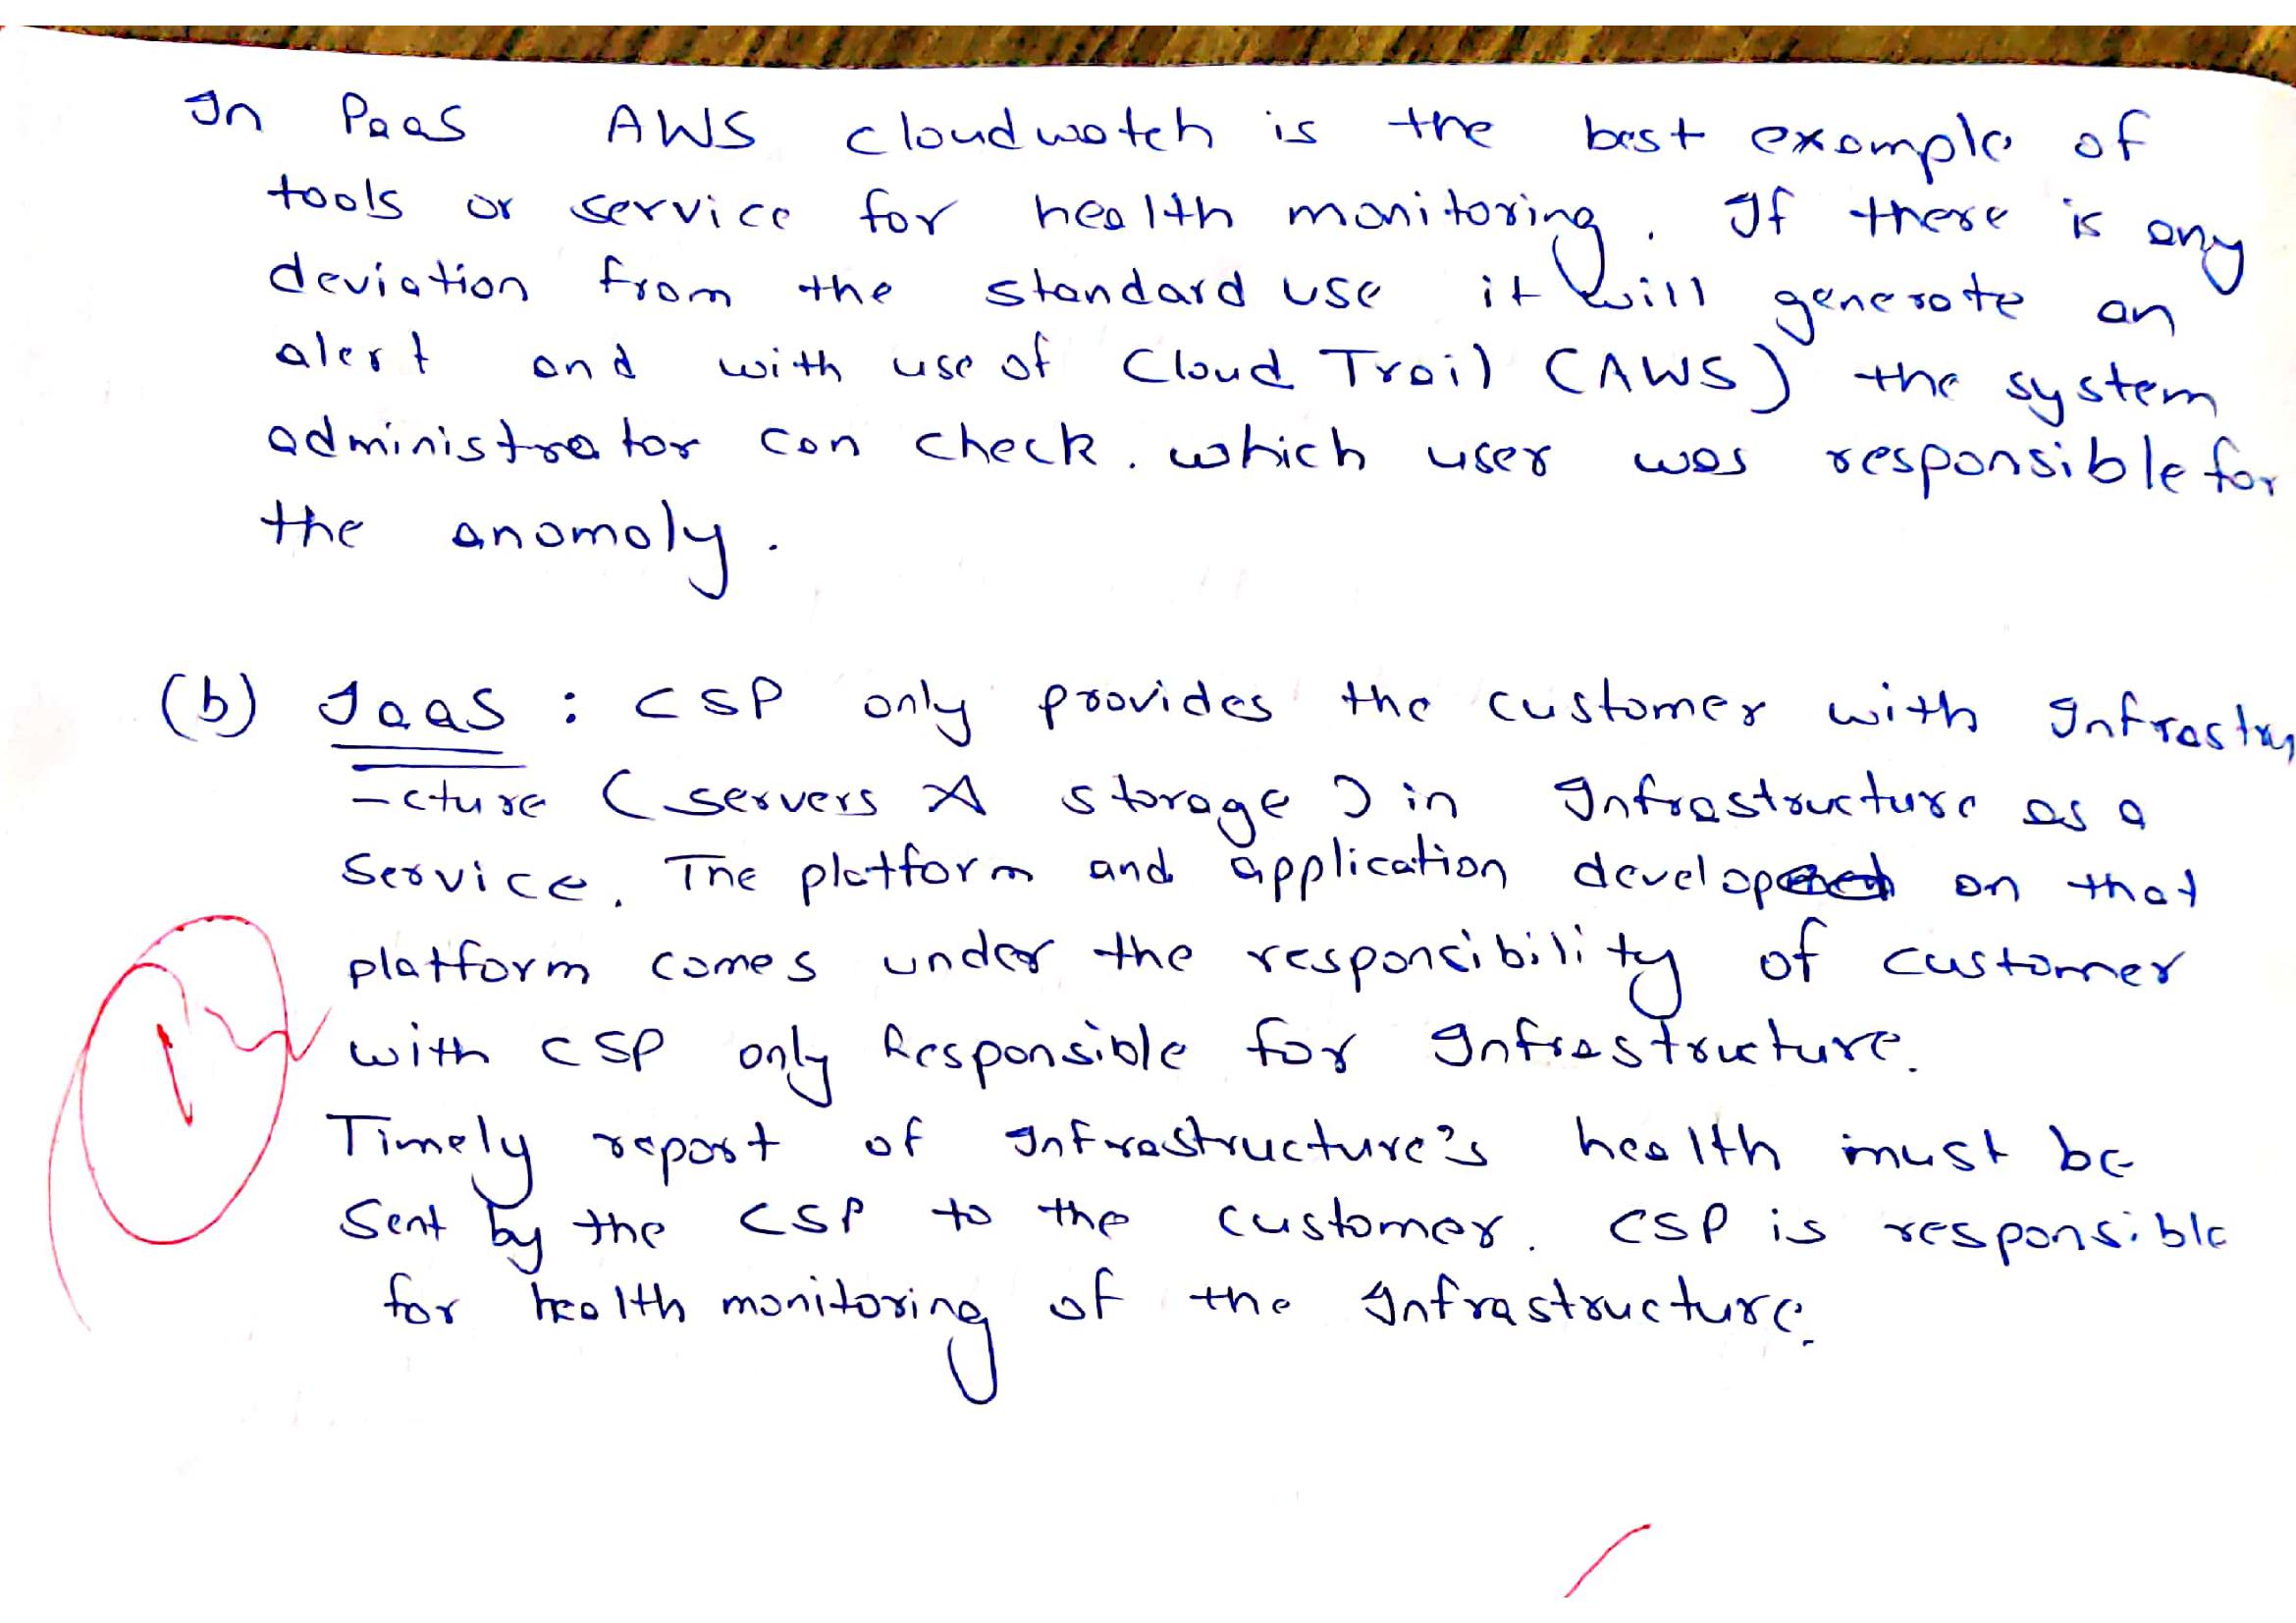 In PaaS AWS cloudwatch is the best example of
tools or service for health monitoring. If there is any
deviation from the standard use it will generate an
alert and with use of Cloud Trail (AWS) the system
administrator can check. which user was responsible for
the anomoly.
(b) IaaS : CSP only provides the customer with Infrastru
-cture (servers & storage) in Infrastructure as a
Service. The platform and application develop on that
platform comes under the responsibility of customer
with CSP only Responsible for Infrastructure.
Timely report of Infrastructure's health must be
Sent by the CSP to the customer. CSP is responsible
for health monitoring of the Infrastructure.